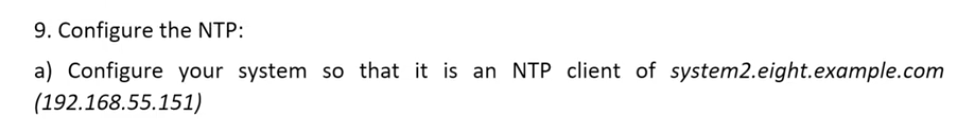 9. Configure the NTP:
a) Configure your system so that it is an NTP client of system2.eight.example.com
(192.168.55.151)